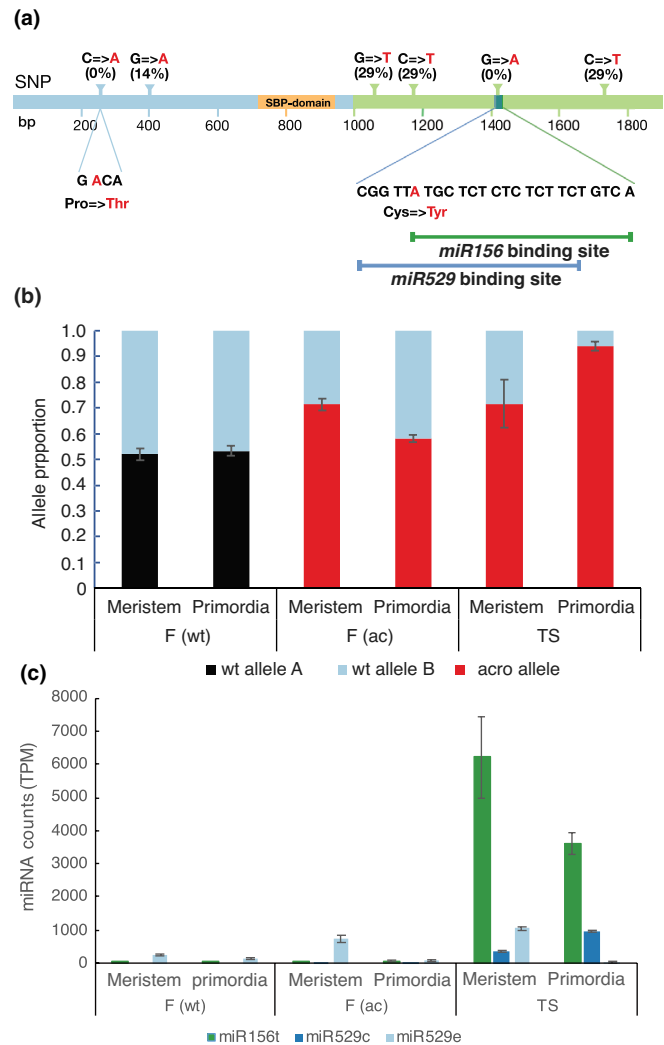 (a)
C=>A G=>A G=>T C=>T G=>A C=>T
(0%) (14%) (29%) (29%) (0%) (29%)
SNP
SBP-domain
bp 200 400 600 800 1000 1200 1400 1600 1800
G ACA
Pro=>Thr
CGG TTA TGC TCT CTC TCT TCT GTC A
Cys=>Tyr
miR156 binding site
miR529 binding site
(b)
Allele prpportion
1.0
0.9
0.8
0.7
0.6
0.5
0.4
0.3
0.2
0.1
0
Meristem Primordia Meristem Primordia Meristem Primordia
F (wt) F (ac) TS
wt allele A wt allele B acro allele
(c)
miRNA counts (TPM)
8000
7000
6000
5000
4000
3000
2000
1000
0
Meristem primordia Meristem Primordia Meristem Primordia
F (wt) F (ac) TS
miR156t miR529c miR529e